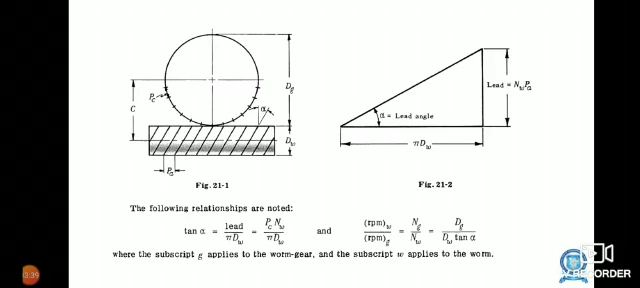 P_c
C
α
D_g
D_w
P_a
Fig. 21-1
α = Lead angle
Lead = N_w P_a
πD_w
Fig. 21-2
The following relationships are noted:
tan α = lead / πD_w = P_c N_w / πD_w and (rpm)_w / (rpm)_g = N_g / N_w = D_g / D_w tan α
where the subscript g applies to the worm-gear, and the subscript w applies to the worm.
3:39
RECORDER